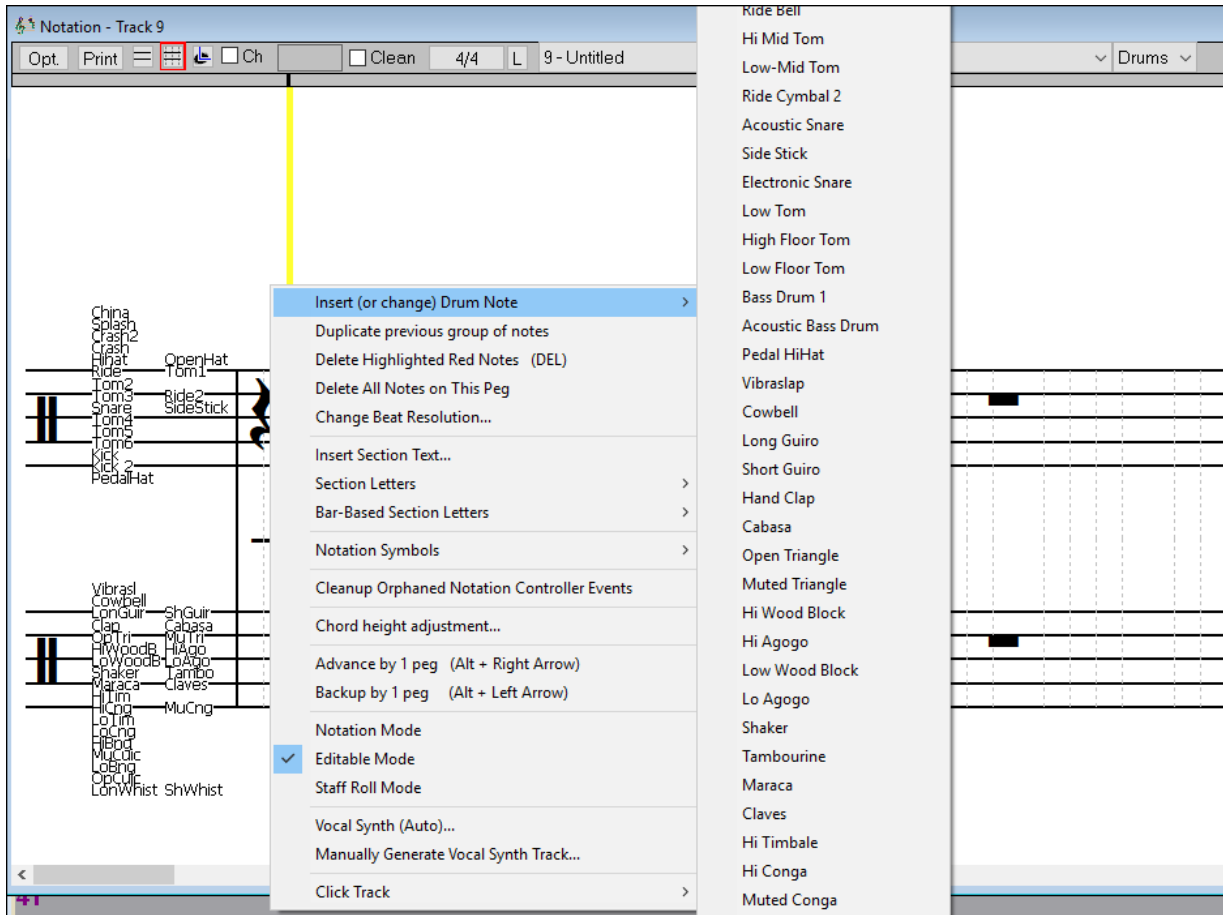 Notation - Track 9
Opt. Print Ch Clean 4/4 L 9 - Untitled Drums
China
Splash
Crash2
Crash
Hihat OpenHat
Ride Tom1
Tom2
Tom3 Ride2
Snare SideStick
Tom4
Tom5
Tom6
Kick
Kick 2
PedalHat
Vibrasl
Cowbell
LonGuir ShGuir
Clap Cabasa
OpTri MuTri
HiWoodB HiAgo
LoWoodB LoAgo
Shaker Tambo
Maraca Claves
HiTim
HiCng MuCng
LoTim
LoCng
HiBng
MuCuic
LoBng
OpCuic
LonWhist ShWhist
41
Insert (or change) Drum Note
Duplicate previous group of notes
Delete Highlighted Red Notes (DEL)
Delete All Notes on This Peg
Change Beat Resolution...
Insert Section Text...
Section Letters
Bar-Based Section Letters
Notation Symbols
Cleanup Orphaned Notation Controller Events
Chord height adjustment...
Advance by 1 peg (Alt + Right Arrow)
Backup by 1 peg (Alt + Left Arrow)
Notation Mode
Editable Mode
Staff Roll Mode
Vocal Synth (Auto)...
Manually Generate Vocal Synth Track...
Click Track
Ride Bell
Hi Mid Tom
Low-Mid Tom
Ride Cymbal 2
Acoustic Snare
Side Stick
Electronic Snare
Low Tom
High Floor Tom
Low Floor Tom
Bass Drum 1
Acoustic Bass Drum
Pedal HiHat
Vibraslap
Cowbell
Long Guiro
Short Guiro
Hand Clap
Cabasa
Open Triangle
Muted Triangle
Hi Wood Block
Hi Agogo
Low Wood Block
Lo Agogo
Shaker
Tambourine
Maraca
Claves
Hi Timbale
Hi Conga
Muted Conga